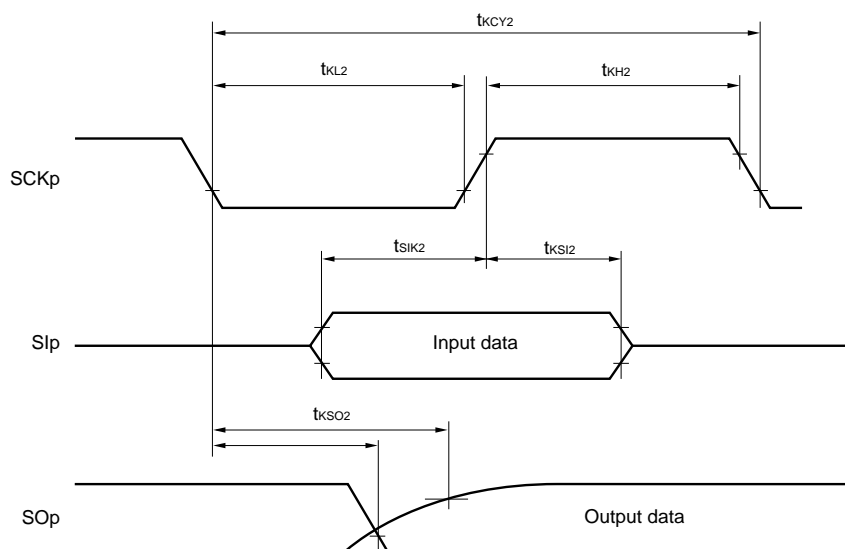 tKCY2
tKL2
tKH2
SCKp
tSIK2
tKSI2
SIp
Input data
tKSO2
SOp
Output data